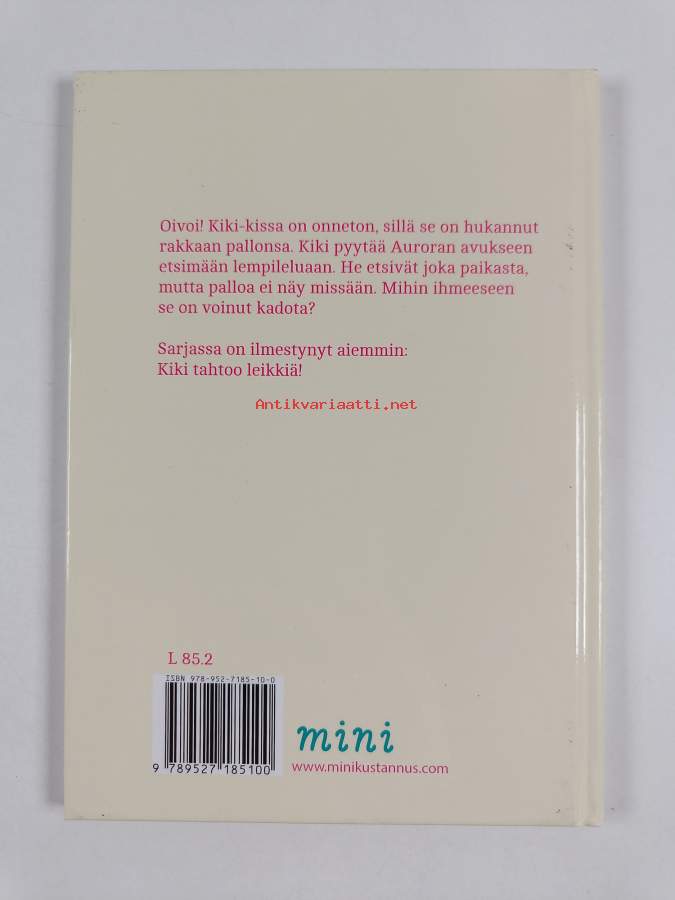 Oivoi! Kiki-kissa on onneton, sillä se on hukannut
rakkaan pallonsa. Kiki pyytää Auroran avukseen
etsimään lempileluaan. He etsivät joka paikasta,
mutta palloa ei näy missään. Mihin ihmeeseen
se on voinut kadota?
Sarjassa on ilmestynyt aiemmin:
Kiki tahtoo leikkiä!
Antikvariaatti.net
L 85.2
ISBN 978-952-7185-10-0
9 789527 185100
mini
www.minikustannus.com